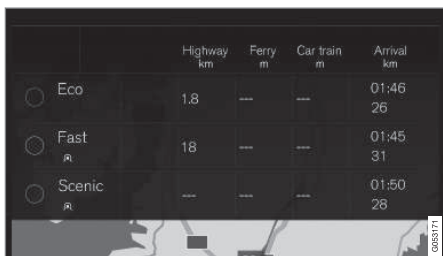 Highway Ferry Car train Arrival
km m m km
Eco 1.8 --- --- 01:46
26
Fast 18 --- --- 01:45
31
Scenic --- --- --- 01:50
28
G053171